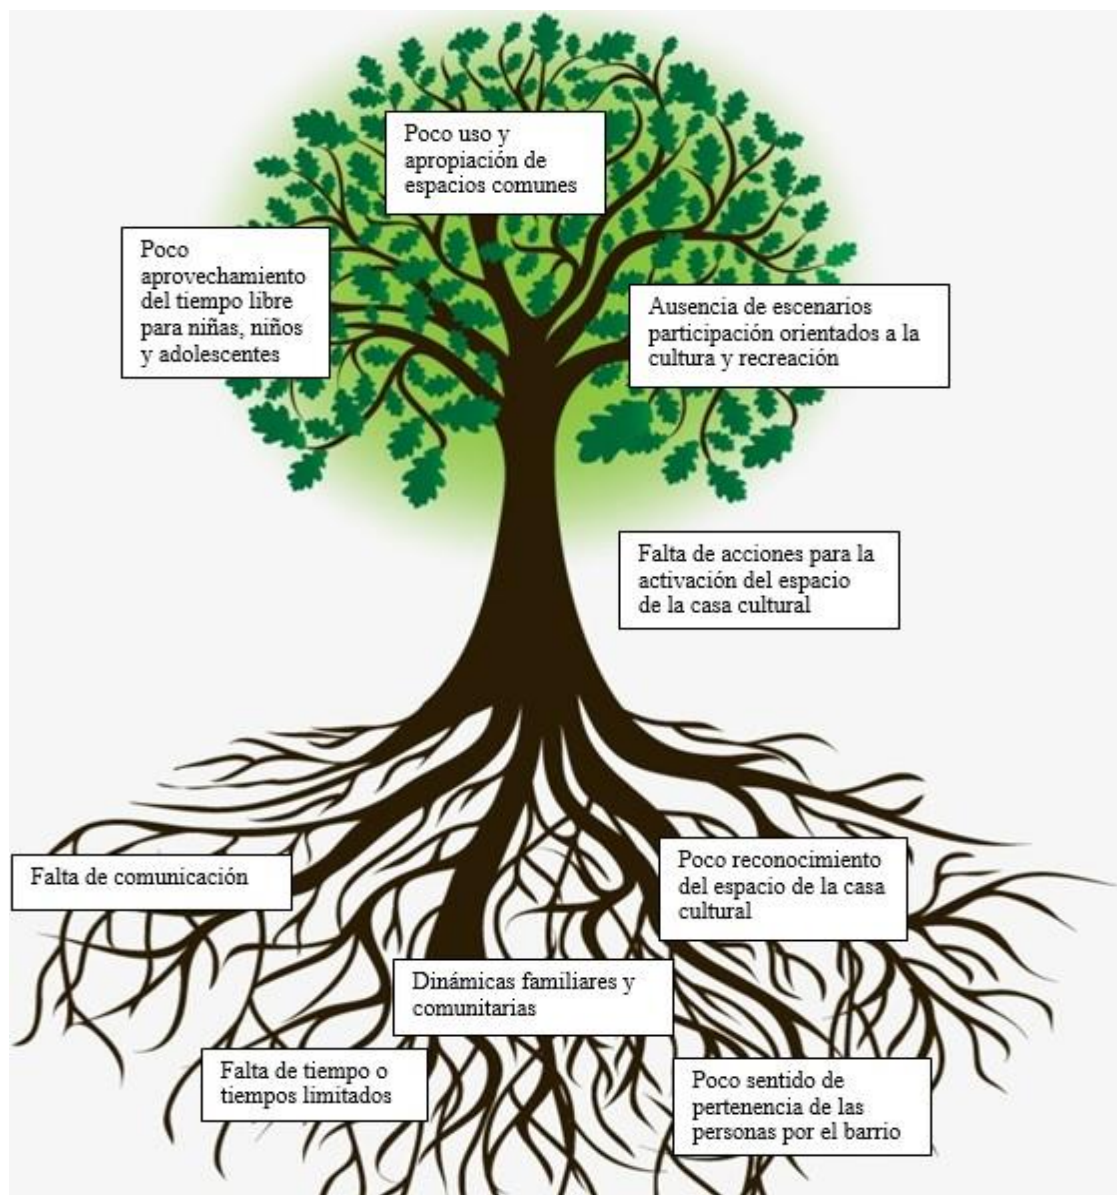 Poco uso y
apropiación de
espacios comunes
Poco
aprovechamiento
del tiempo libre
para niñas, niños
y adolescentes
Ausencia de escenarios
participación orientados a la
cultura y recreación
Falta de acciones para la
activación del espacio
de la casa cultural
Falta de comunicación
Poco reconocimiento
del espacio de la casa
cultural
Dinámicas familiares y
comunitarias
Falta de tiempo o
tiempos limitados
Poco sentido de
pertenencia de las
personas por el barrio